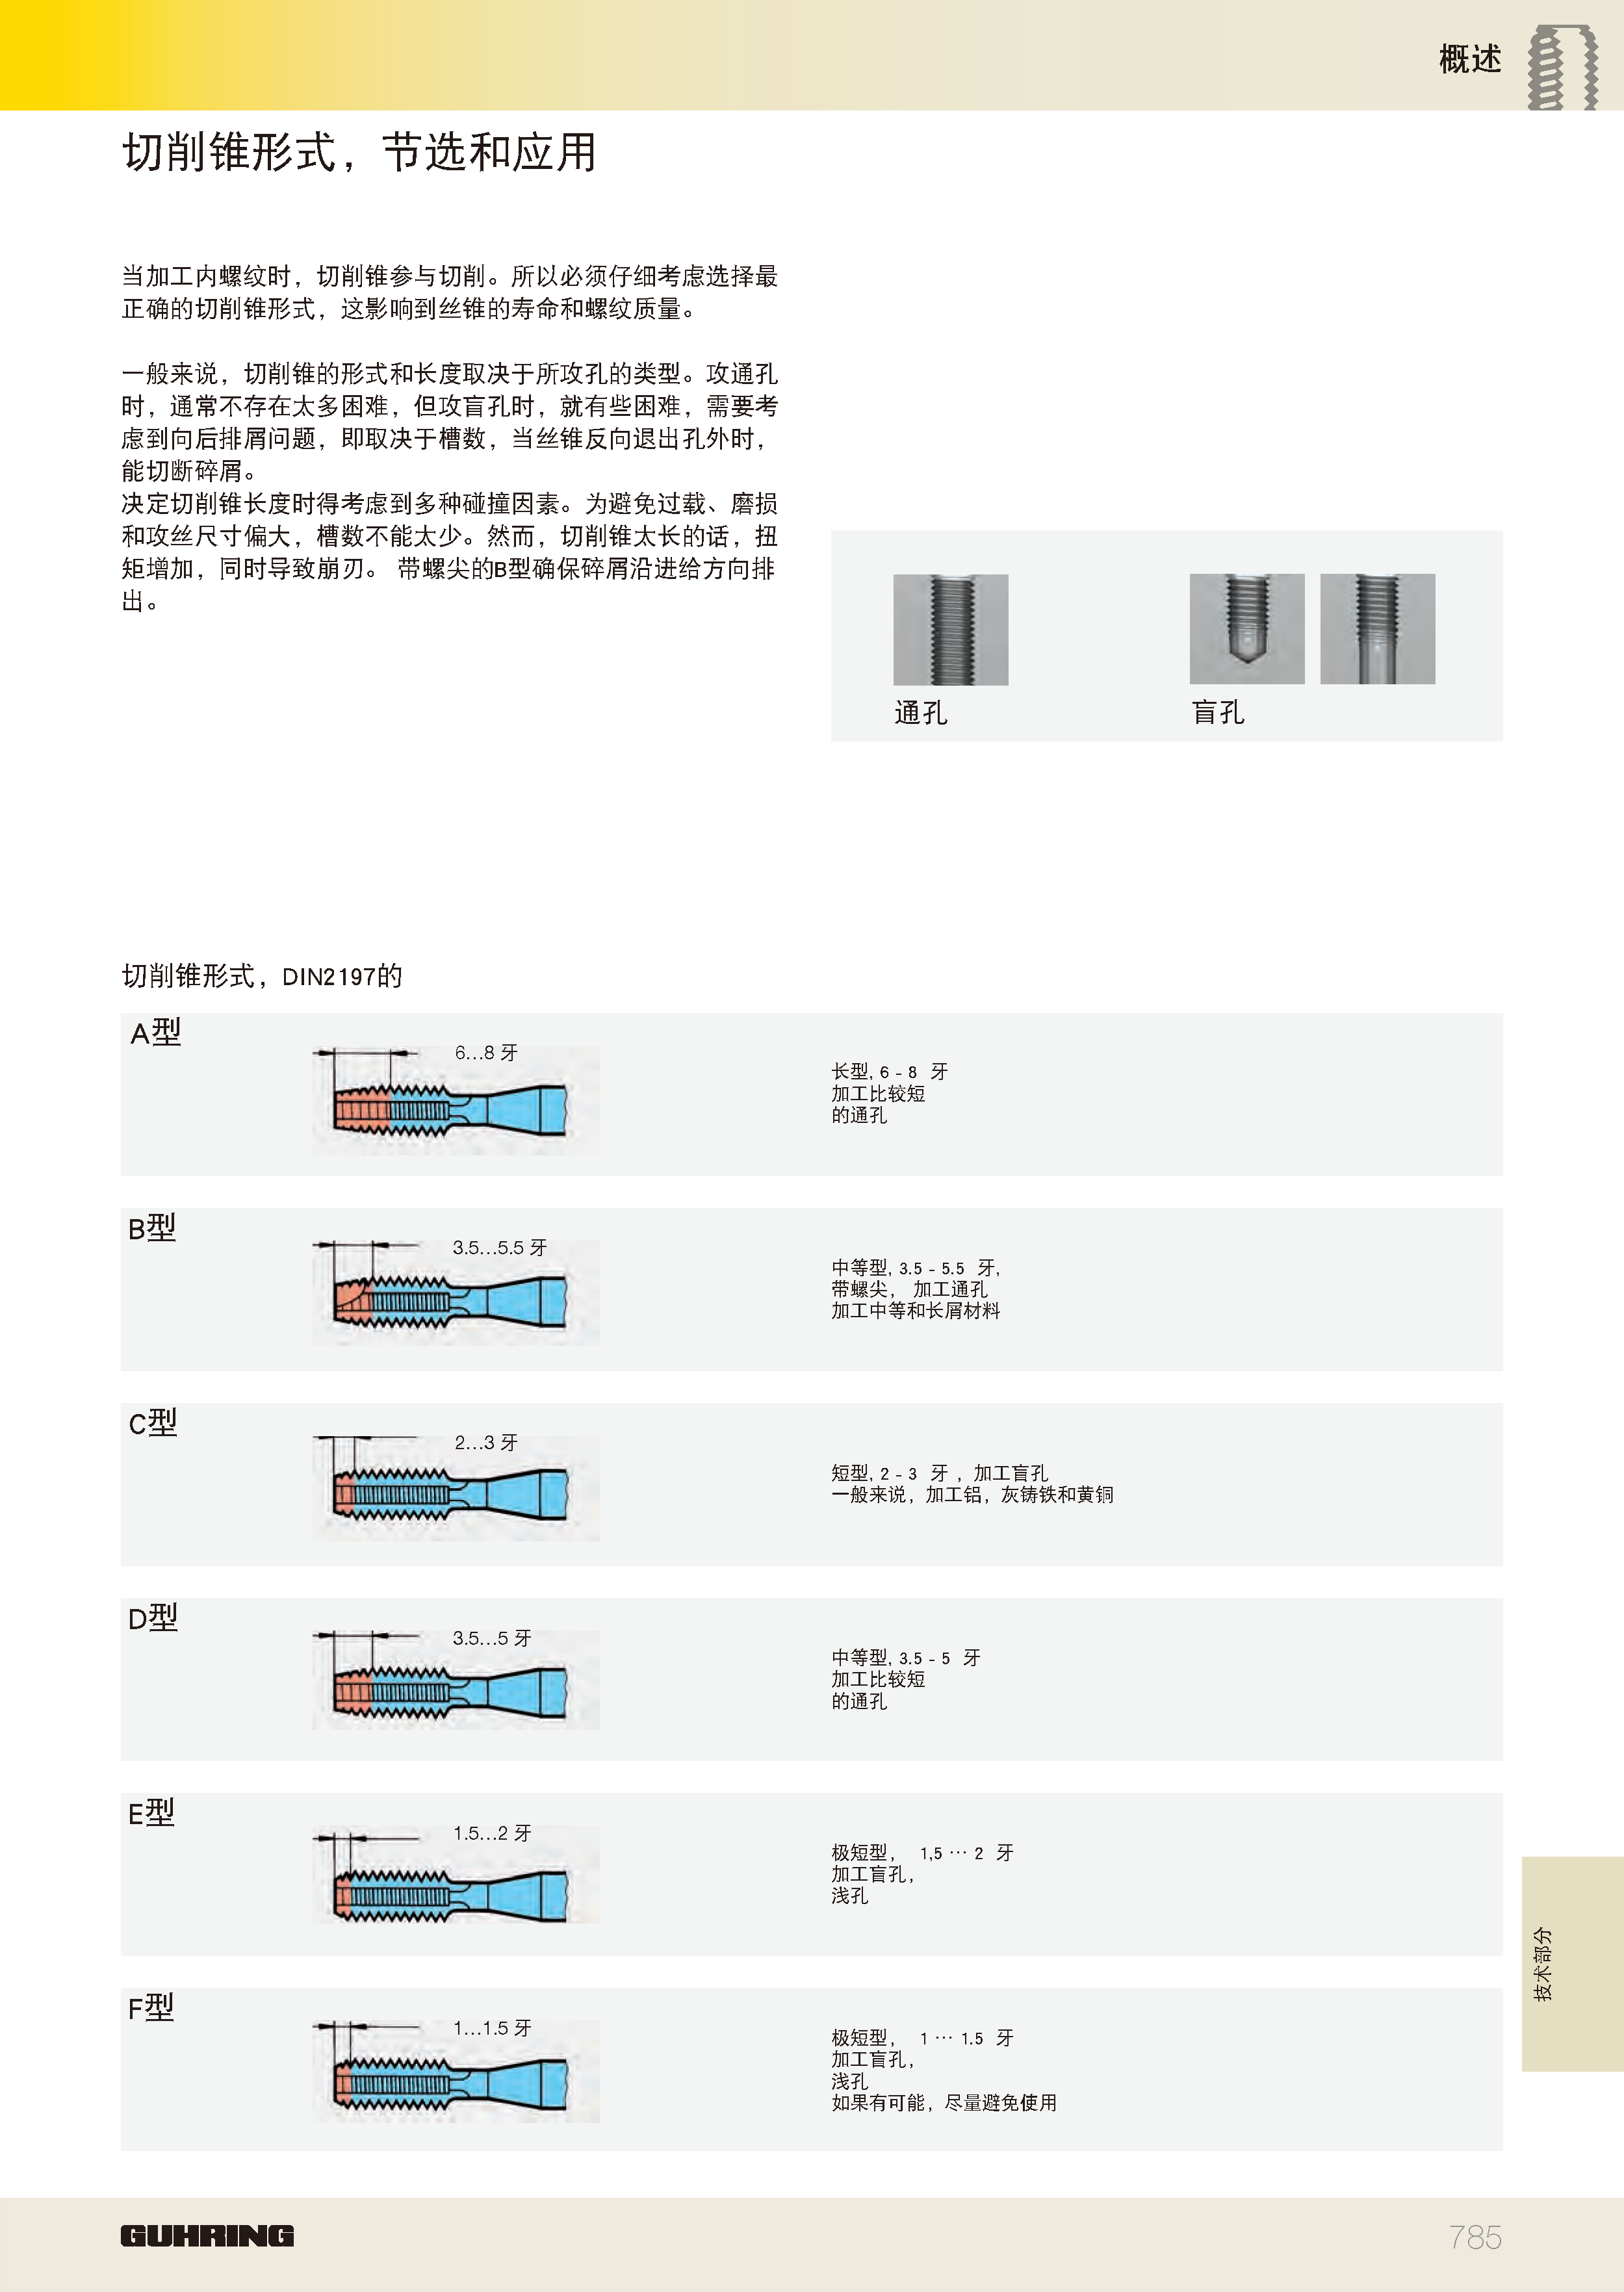 概述
切削锥形式，节选和应用
当加工内螺纹时，切削锥参与切削。所以必须仔细考虑选择最
正确的切削锥形式，这影响到丝锥的寿命和螺纹质量。
一般来说，切削锥的形式和长度取决于所攻孔的类型。攻通孔
时，通常不存在太多困难，但攻盲孔时，就有些困难，需要考
虑到向后排屑问题，即取决于槽数，当丝锥反向退出孔外时，
能切断碎屑。
决定切削锥长度时得考虑到多种碰撞因素。为避免过载、磨损
和攻丝尺寸偏大，槽数不能太少。然而，切削锥太长的话，扭
矩增加，同时导致崩刃。 带螺尖的B型确保碎屑沿进给方向排
出。
通孔
盲孔
切削锥形式，DIN2197的
A型
6...8 牙
长型, 6 - 8 牙
加工比较短
的通孔
B型
3.5...5.5 牙
中等型, 3.5 - 5.5 牙,
带螺尖， 加工通孔
加工中等和长屑材料
C型
2...3 牙
短型, 2 - 3 牙 ，加工盲孔
一般来说，加工铝，灰铸铁和黄铜
D型
3.5...5 牙
中等型, 3.5 - 5 牙
加工比较短
的通孔
E型
1.5...2 牙
极短型， 1,5 … 2 牙
加工盲孔，
浅孔
F型
1...1.5 牙
极短型， 1 … 1.5 牙
加工盲孔，
浅孔
如果有可能，尽量避免使用
技术部分
GUHRING
785